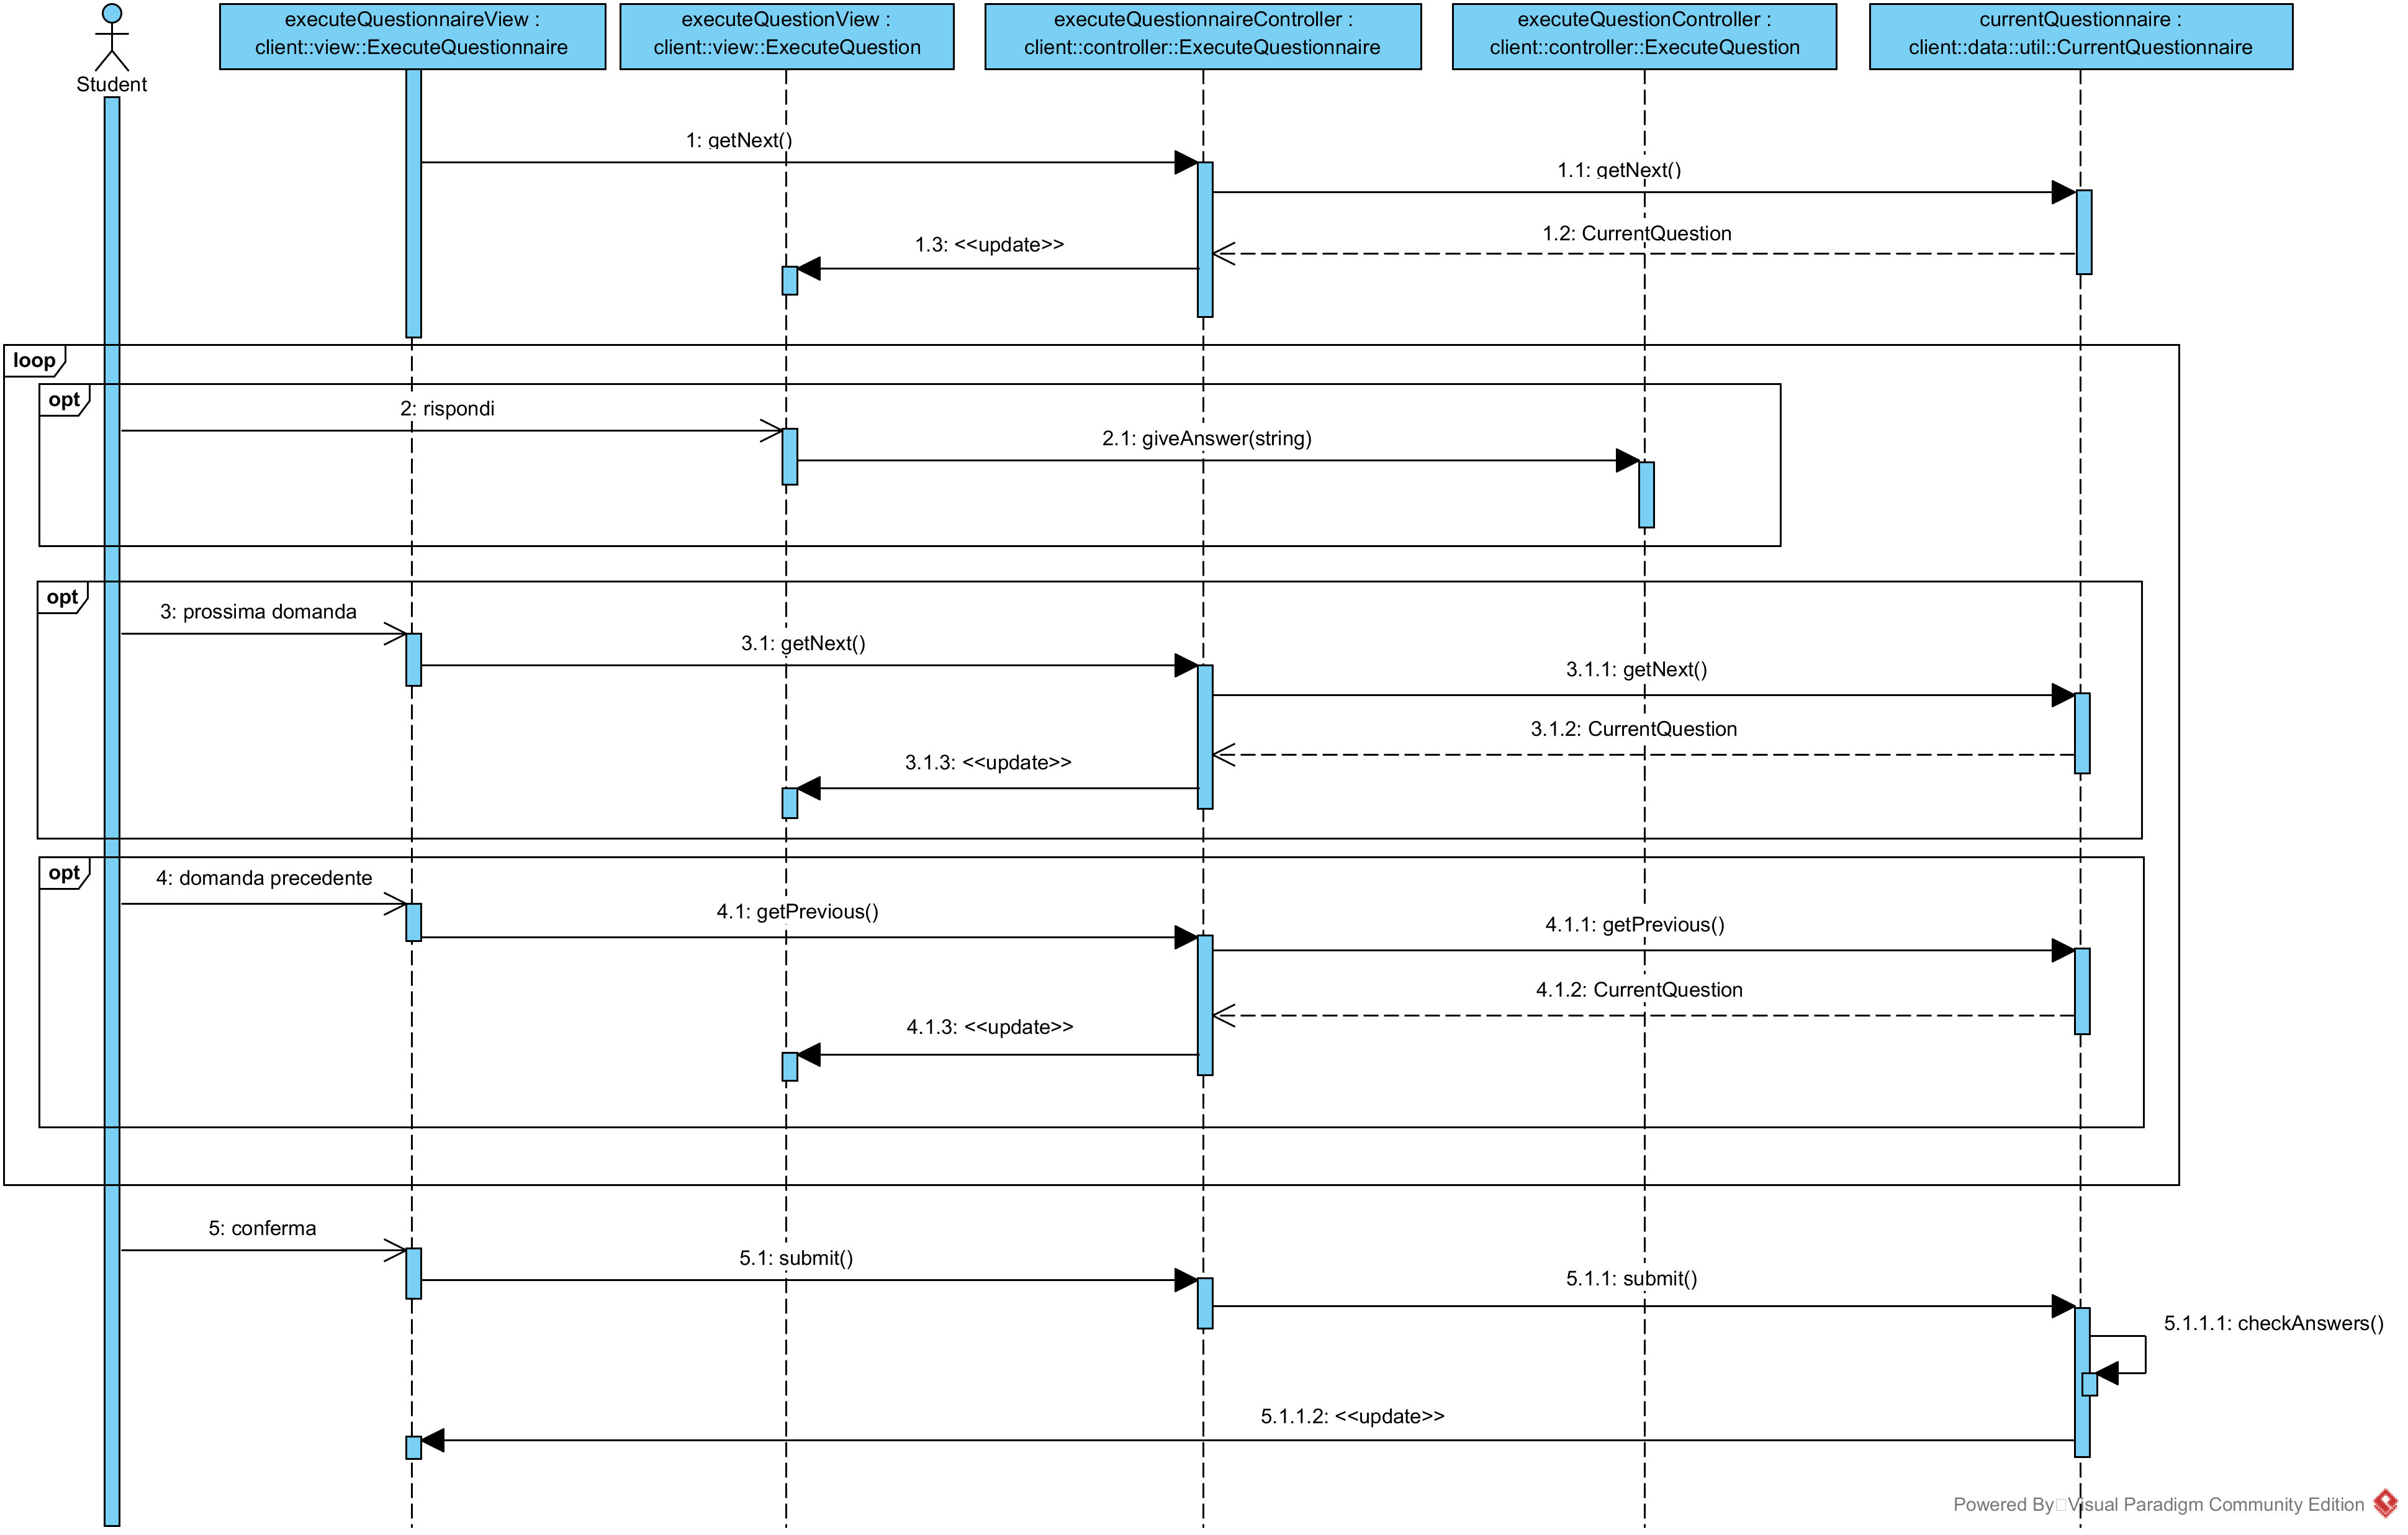 Student
executeQuestionnaireView :
client::view::ExecuteQuestionnaire
executeQuestionView :
client::view::ExecuteQuestion
executeQuestionnaireController :
client::controller::ExecuteQuestionnaire
executeQuestionController :
client::controller::ExecuteQuestion
currentQuestionnaire :
client::data::util::CurrentQuestionnaire
1: getNext()
1.1: getNext()
1.2: CurrentQuestion
1.3: <<update>>
loop
opt
2: rispondi
2.1: giveAnswer(string)
opt
3: prossima domanda
3.1: getNext()
3.1.1: getNext()
3.1.2: CurrentQuestion
3.1.3: <<update>>
opt
4: domanda precedente
4.1: getPrevious()
4.1.1: getPrevious()
4.1.2: CurrentQuestion
4.1.3: <<update>>
5: conferma
5.1: submit()
5.1.1: submit()
5.1.1.1: checkAnswers()
5.1.1.2: <<update>>
Powered By Visual Paradigm Community Edition